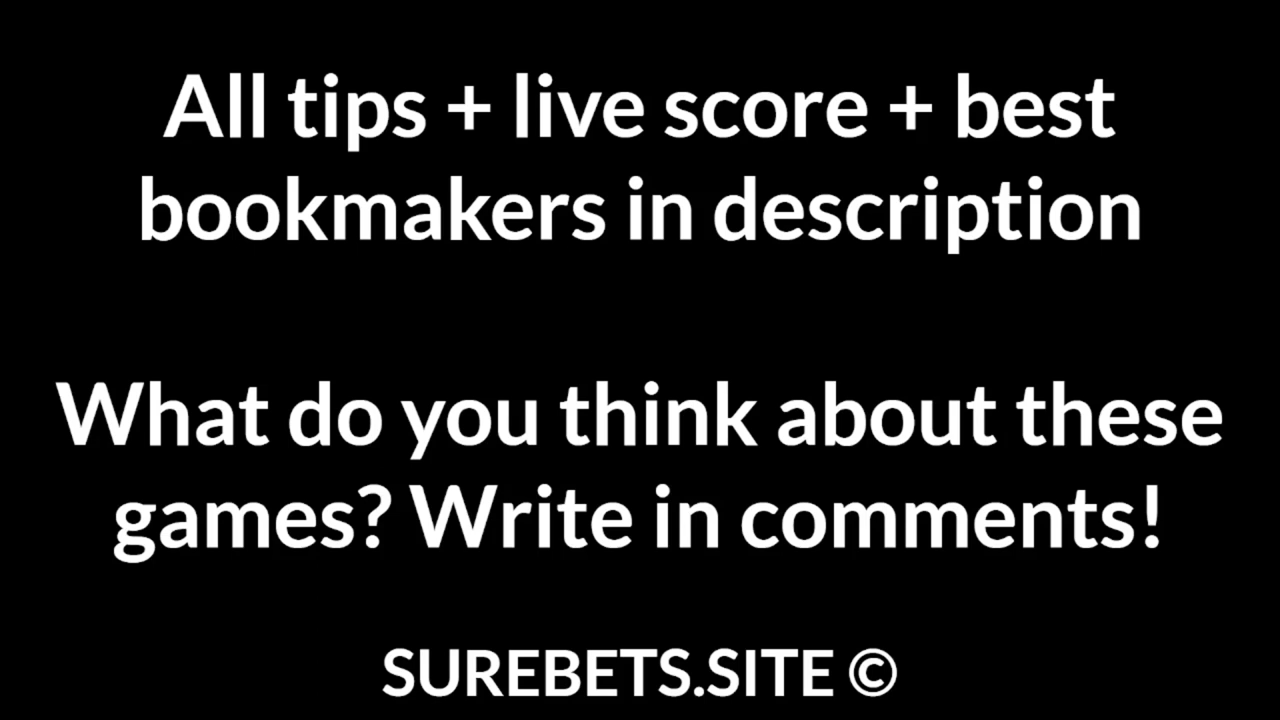 All tips + live score + best
bookmakers in description
What do you think about these
games? Write in comments!
SUREBETS.SITE ©